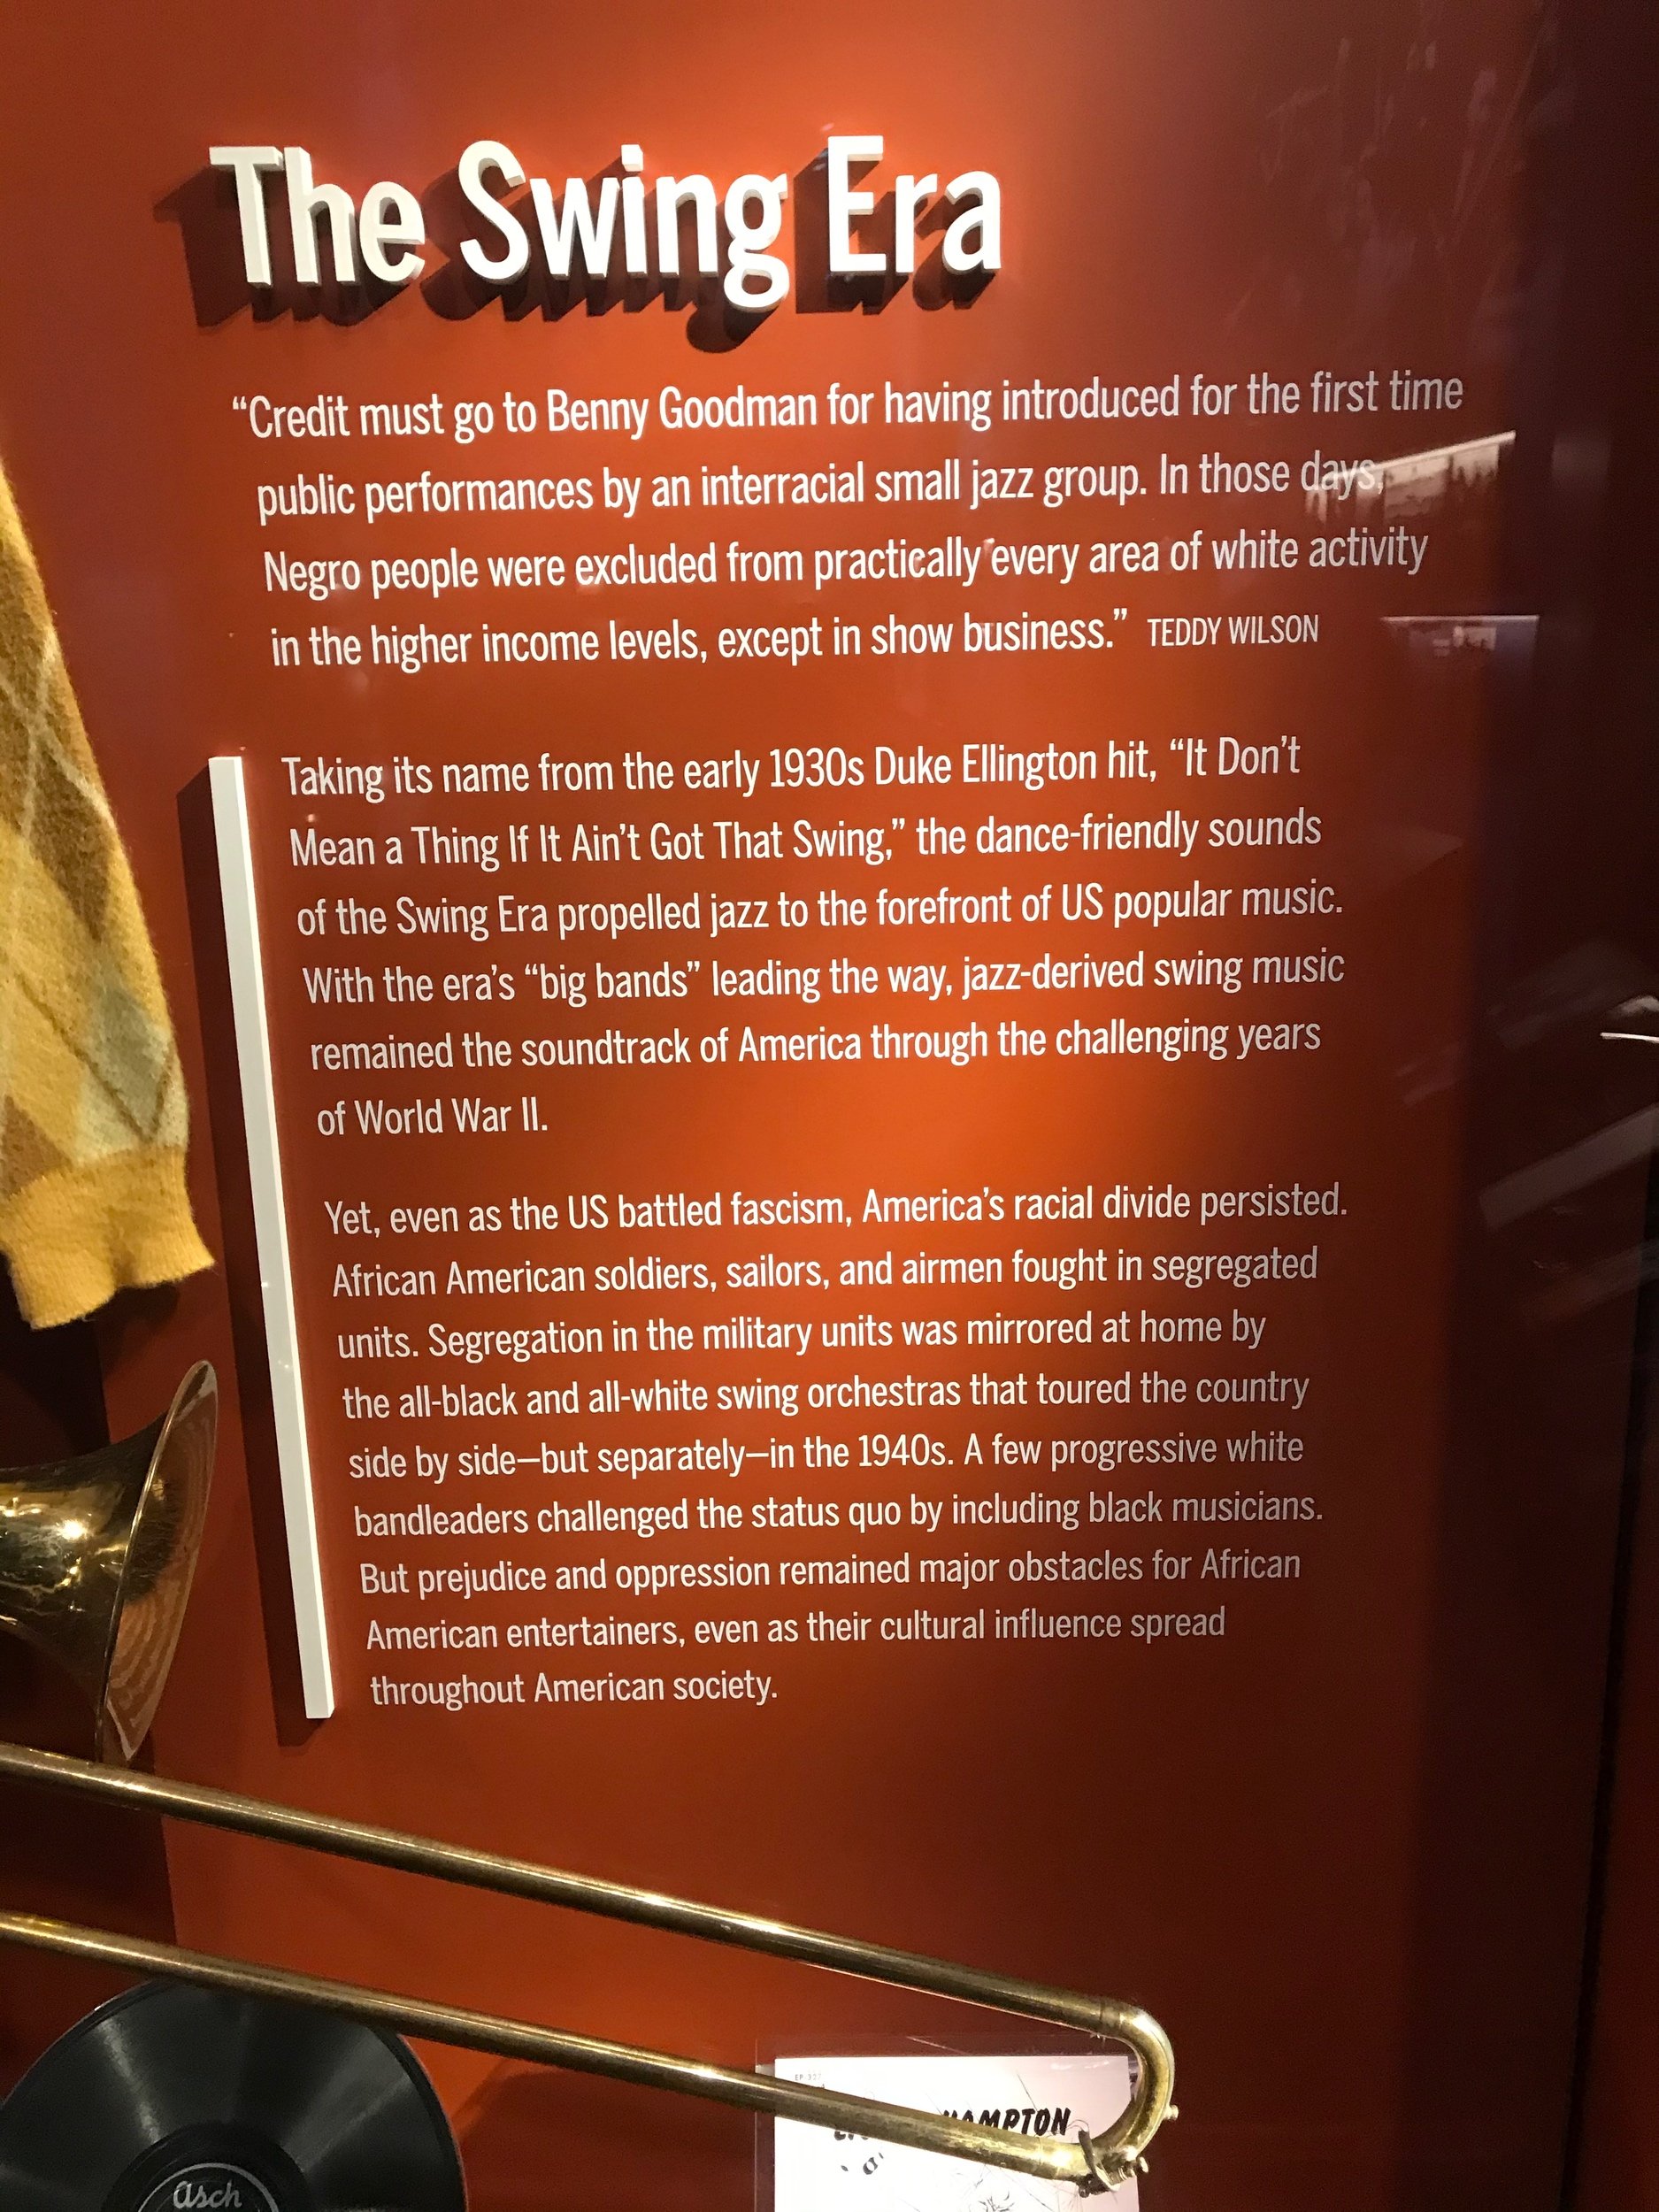 The Swing Era
“Credit must go to Benny Goodman for having introduced for the first time
public performances by an interracial small jazz group. In those days,
Negro people were excluded from practically every area of white activity
in the higher income levels, except in show business.” TEDDY WILSON
Taking its name from the early 1930s Duke Ellington hit, “It Don’t
Mean a Thing If It Ain’t Got That Swing,” the dance-friendly sounds
of the Swing Era propelled jazz to the forefront of US popular music.
With the era’s “big bands” leading the way, jazz-derived swing music
remained the soundtrack of America through the challenging years
of World War II.
Yet, even as the US battled fascism, America’s racial divide persisted.
African American soldiers, sailors, and airmen fought in segregated
units. Segregation in the military units was mirrored at home by
the all-black and all-white swing orchestras that toured the country
side by side—but separately—in the 1940s. A few progressive white
bandleaders challenged the status quo by including black musicians.
But prejudice and oppression remained major obstacles for African
American entertainers, even as their cultural influence spread
throughout American society.
HAMPTON
asch